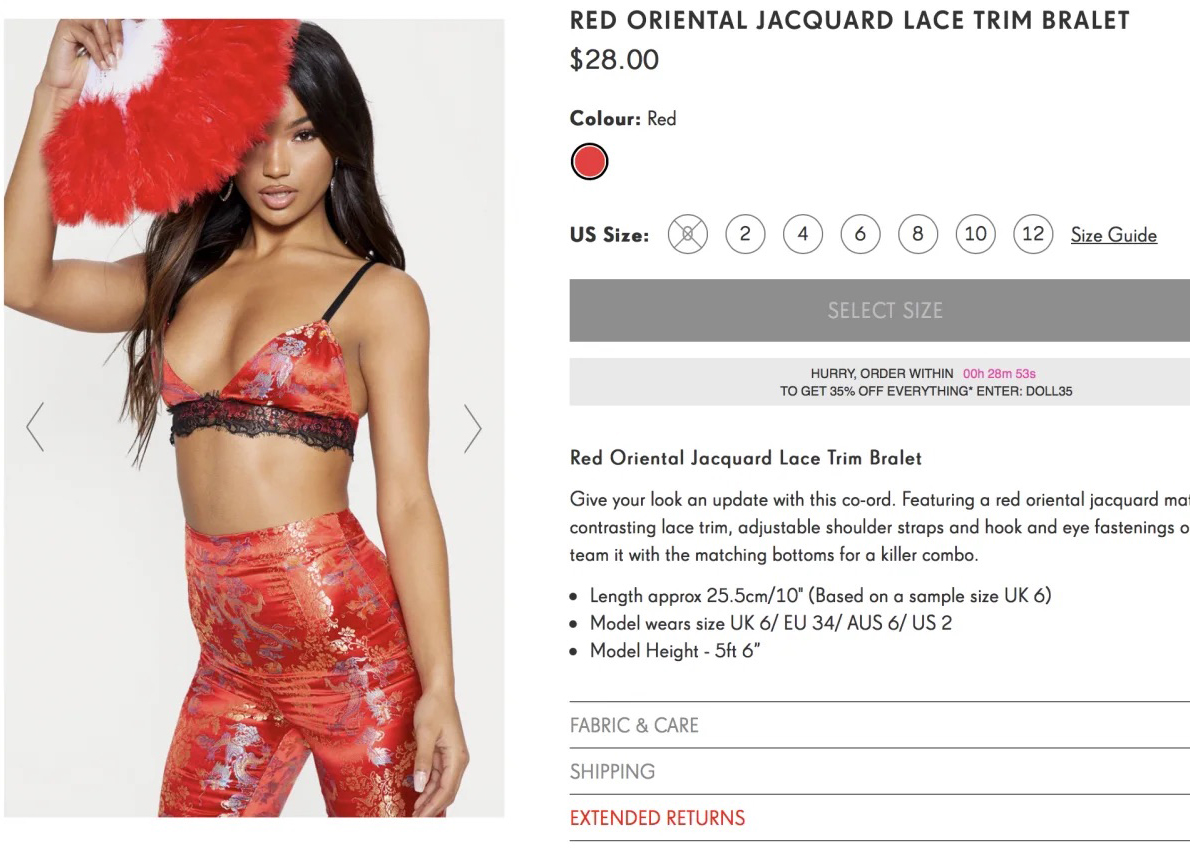 RED ORIENTAL JACQUARD LACE TRIM BRALET
$28.00
Colour: Red
US Size: 0 2 4 6 8 10 12 Size Guide
SELECT SIZE
HURRY, ORDER WITHIN 00h 28m 53s
TO GET 35% OFF EVERYTHING* ENTER: DOLL35
Red Oriental Jacquard Lace Trim Bralet
Give your look an update with this co-ord. Featuring a red oriental jacquard
contrasting lace trim, adjustable shoulder straps and hook and eye fastenings
team it with the matching bottoms for a killer combo.
• Length approx 25.5cm/10" (Based on a sample size UK 6)
• Model wears size UK 6/ EU 34/ AUS 6/ US 2
• Model Height - 5ft 6”
FABRIC & CARE
SHIPPING
EXTENDED RETURNS